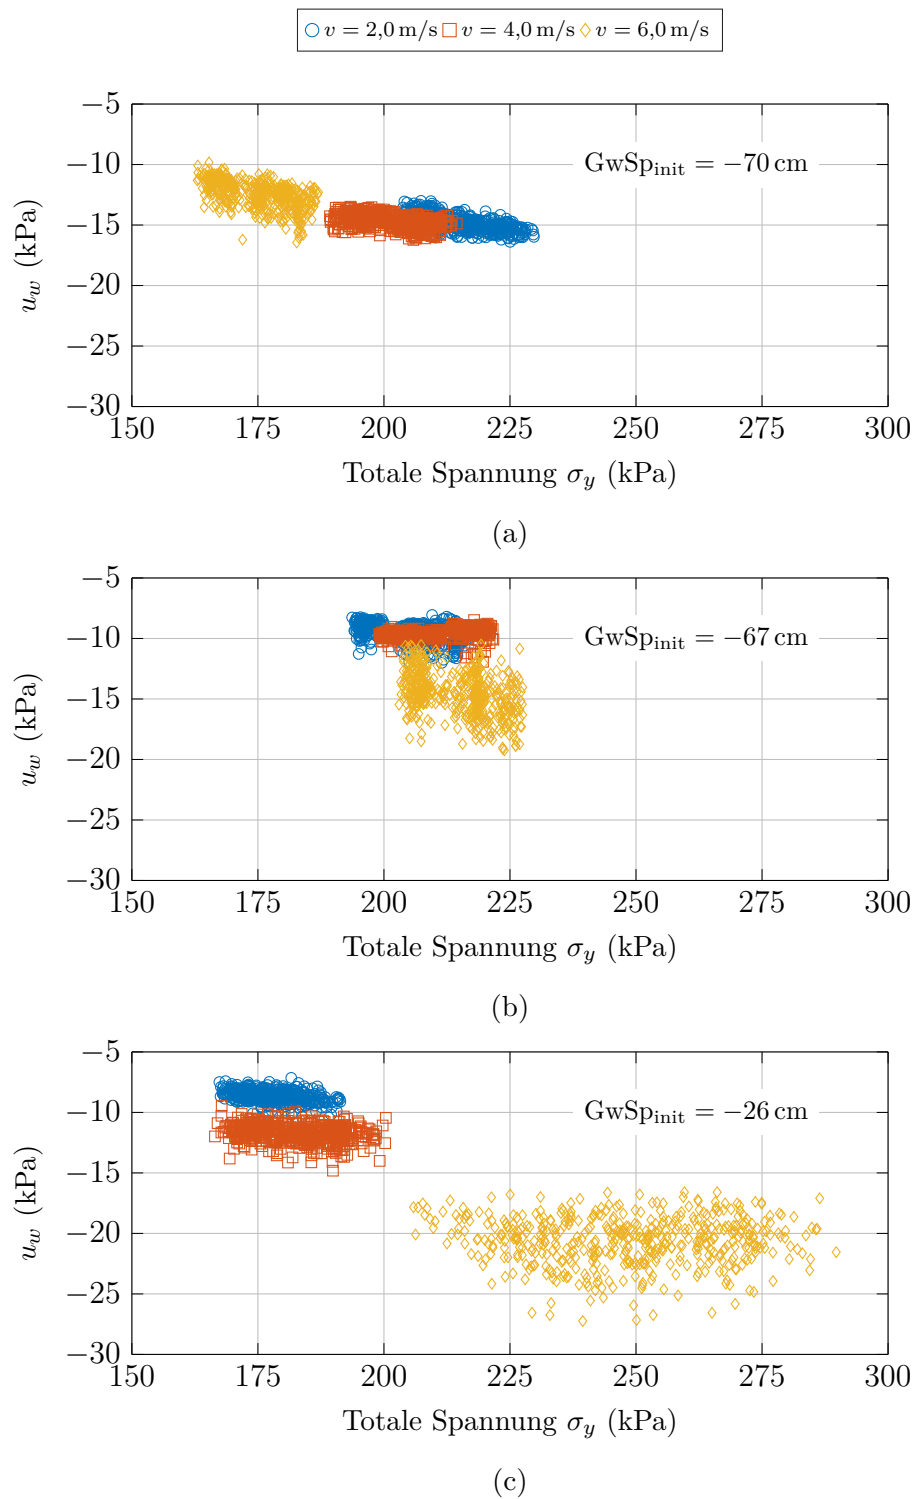 v = 2,0 m/s v = 4,0 m/s v = 6,0 m/s
−5
−10
−15
−20
−25
−30
u_w (kPa)
GwSp_init = −70 cm
150 175 200 225 250 275 300
Totale Spannung σ_y (kPa)
(a)
−5
−10
−15
−20
−25
−30
u_w (kPa)
GwSp_init = −67 cm
150 175 200 225 250 275 300
Totale Spannung σ_y (kPa)
(b)
−5
−10
−15
−20
−25
−30
u_w (kPa)
GwSp_init = −26 cm
150 175 200 225 250 275 300
Totale Spannung σ_y (kPa)
(c)